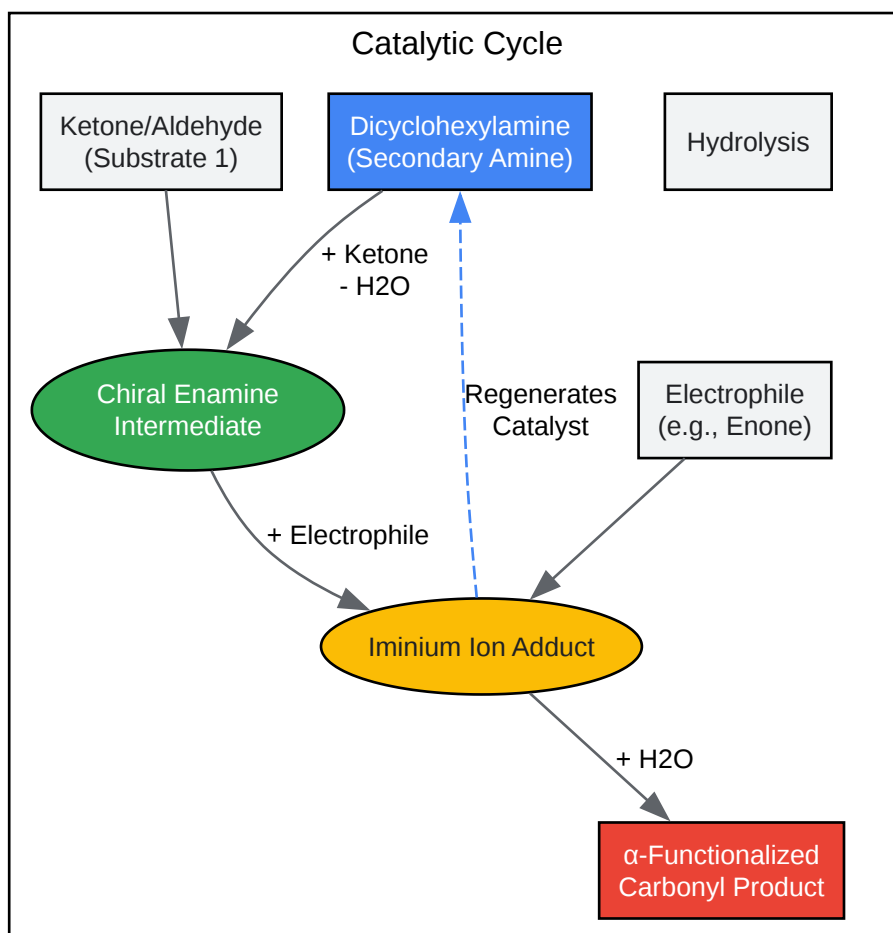 Catalytic Cycle
Ketone/Aldehyde
(Substrate 1)
Dicyclohexylamine
(Secondary Amine)
Hydrolysis
+ Ketone
- H2O
Chiral Enamine
Intermediate
Regenerates
Catalyst
Electrophile
(e.g., Enone)
+ Electrophile
Iminium Ion Adduct
+ H2O
α-Functionalized
Carbonyl Product